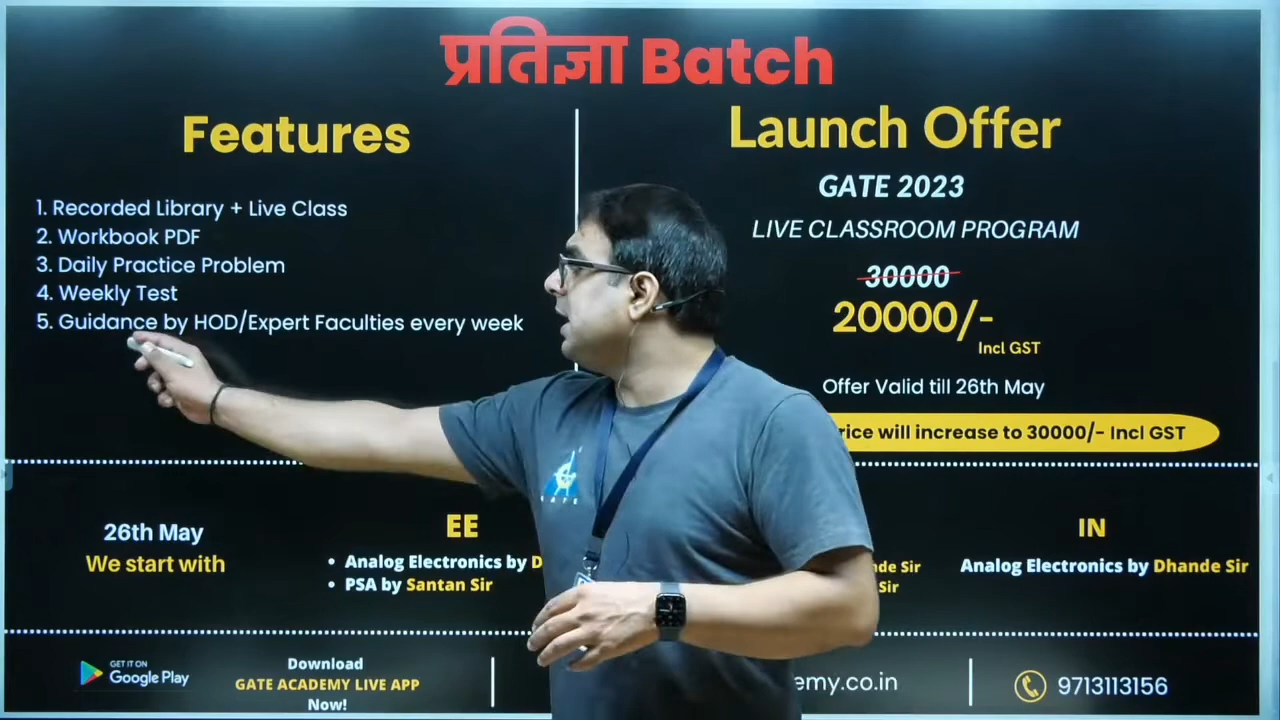 प्रतिज्ञा Batch
Features
1. Recorded Library + Live Class
2. Workbook PDF
3. Daily Practice Problem
4. Weekly Test
5. Guidance by HOD/Expert Faculties every week
Launch Offer
GATE 2023
LIVE CLASSROOM PROGRAM
30000
20000/-
Incl GST
Offer Valid till 26th May
will increase to 30000/- Incl GST
26th May
We start with
EE
• Analog Electronics by
• PSA by Santan Sir
Sir
Sir
IN
Analog Electronics by Dhande Sir
GET IT ON
Google Play
Download
GATE ACADEMY LIVE APP
Now!
emy.co.in
9713113156